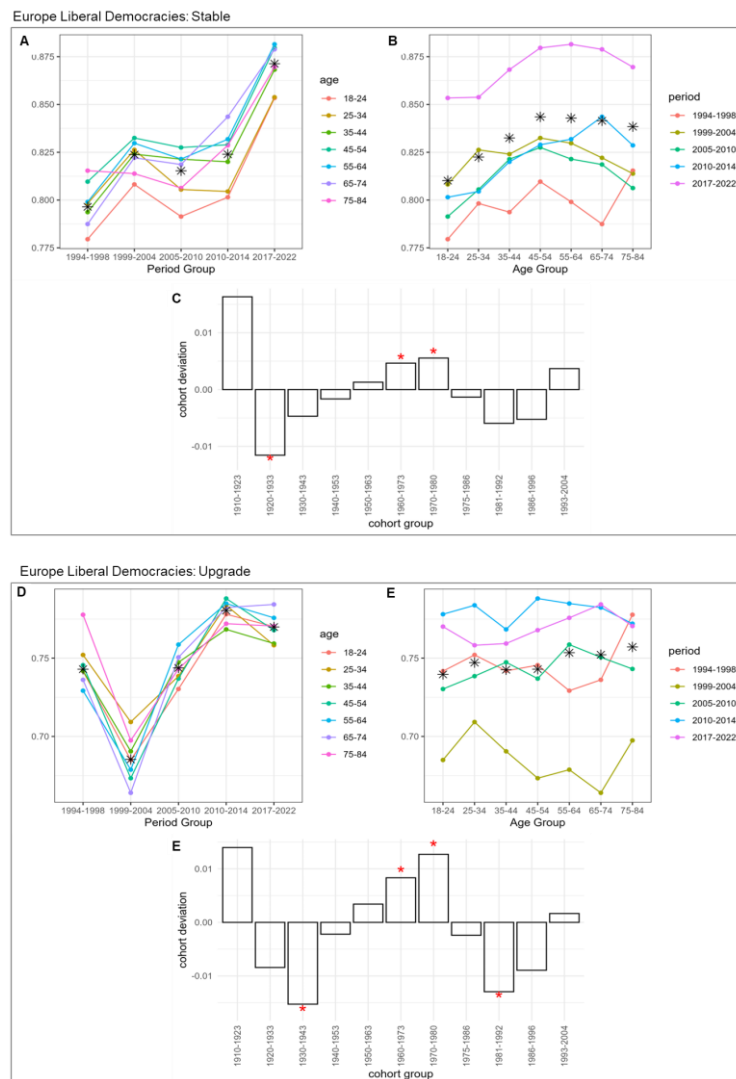 Europe Liberal Democracies: Stable
A
0.875
0.850
0.825
0.800
0.775
1994-1998 1999-2004 2005-2010 2010-2014 2017-2022
Period Group
age
18-24
25-34
35-44
45-54
55-64
65-74
75-84
B
0.875
0.850
0.825
0.800
0.775
18-24 25-34 35-44 45-54 55-64 65-74 75-84
Age Group
period
1994-1998
1999-2004
2005-2010
2010-2014
2017-2022
C
cohort deviation
0.01
0.00
-0.01
1910-1923
1920-1933
1930-1943
1940-1953
1950-1963
1960-1973
1970-1980
1975-1986
1981-1992
1986-1996
1993-2004
cohort group
Europe Liberal Democracies: Upgrade
D
0.75
0.70
1994-1998 1999-2004 2005-2010 2010-2014 2017-2022
Period Group
age
18-24
25-34
35-44
45-54
55-64
65-74
75-84
E
0.75
0.70
18-24 25-34 35-44 45-54 55-64 65-74 75-84
Age Group
period
1994-1998
1999-2004
2005-2010
2010-2014
2017-2022
E
cohort deviation
0.01
0.00
-0.01
1910-1923
1920-1933
1930-1943
1940-1953
1950-1963
1960-1973
1970-1980
1975-1986
1981-1992
1986-1996
1993-2004
cohort group